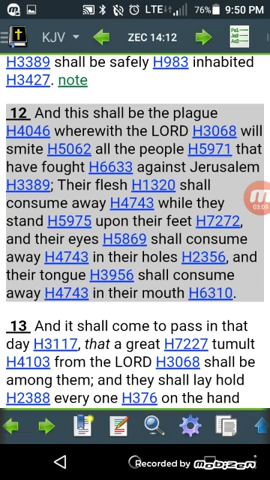 LTE 76% 9:50 PM
KJV ZEC 14:12
H3389 shall be safely H983 inhabited
H3427. note
12 And this shall be the plague
H4046 wherewith the LORD H3068 will
smite H5062 all the people H5971 that
have fought H6633 against Jerusalem
H3389; Their flesh H1320 shall
consume away H4743 while they
stand H5975 upon their feet H7272,
and their eyes H5869 shall consume
away H4743 in their holes H2356, and
their tongue H3956 shall consume
away H4743 in their mouth H6310.
03:05
13 And it shall come to pass in that
day H3117, that a great H7227 tumult
H4103 from the LORD H3068 shall be
among them; and they shall lay hold
H2388 every one H376 on the hand
Recorded by mobizen